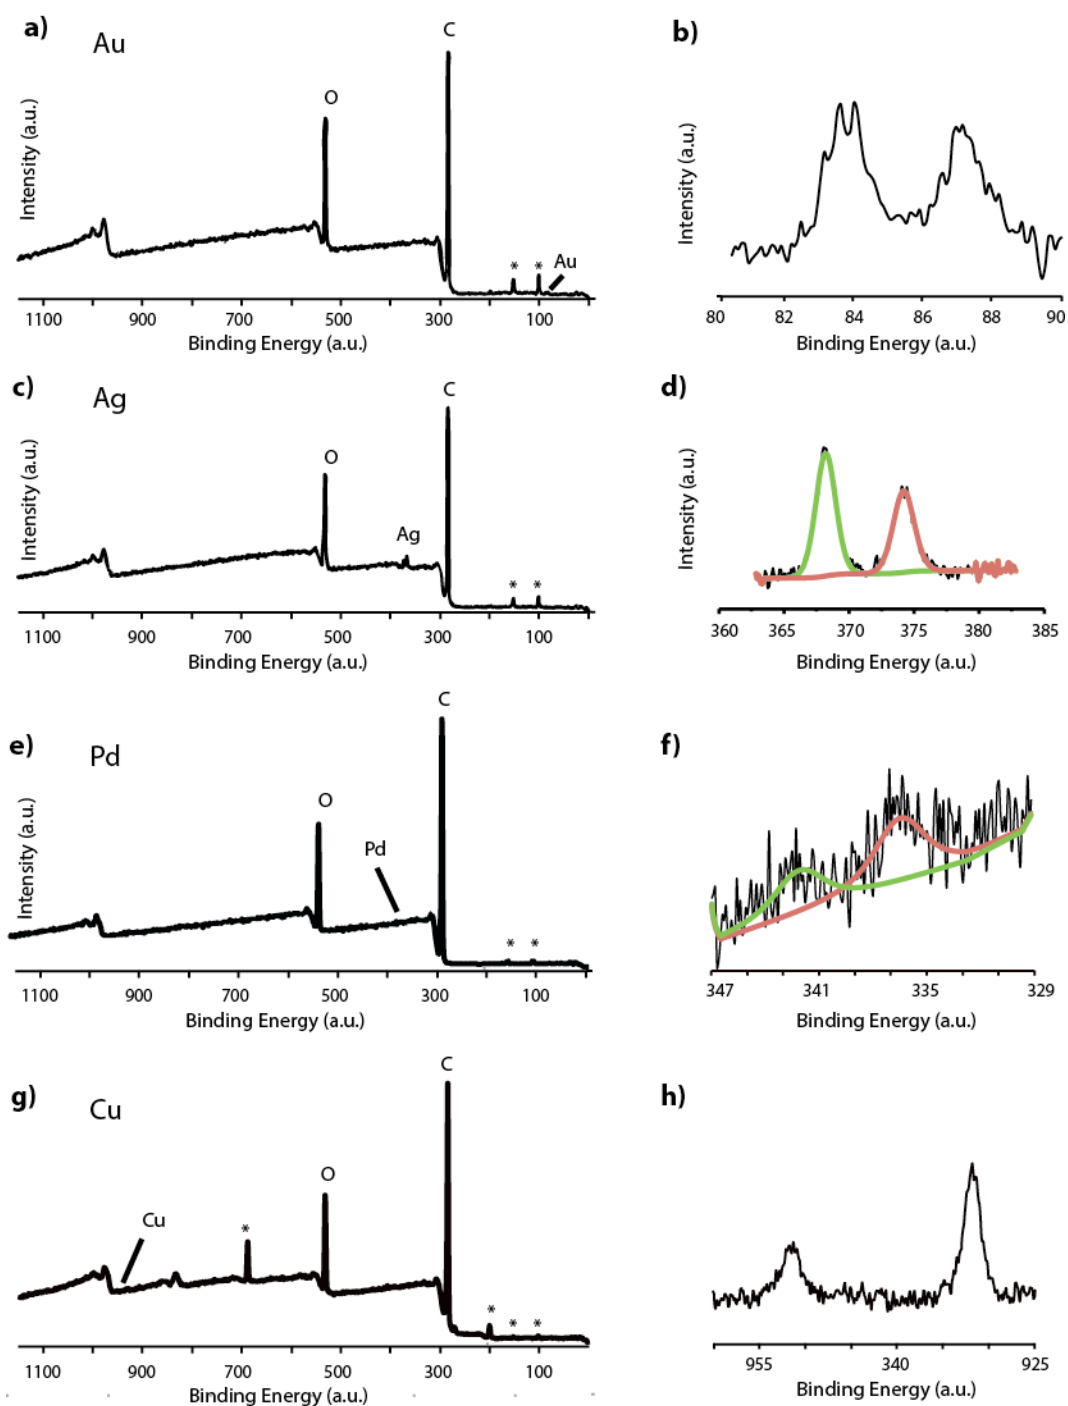 a)
Au
C
O
* *
Au
Intensity (a.u.)
1100 900 700 500 300 100
Binding Energy (a.u.)
b)
Intensity (a.u.)
80 82 84 86 88 90
Binding Energy (a.u.)
c)
Ag
C
O
Ag
* *
Intensity (a.u.)
1100 900 700 500 300 100
Binding Energy (a.u.)
d)
Intensity (a.u.)
360 365 370 375 380 385
Binding Energy (a.u.)
e)
Pd
C
O
Pd
* *
Intensity (a.u.)
1100 900 700 500 300 100
Binding Energy (a.u.)
f)
347 341 335 329
Binding Energy (a.u.)
g)
Cu
C
O
Cu
*
* * *
1100 900 700 500 300 100
Binding Energy (a.u.)
h)
955 340 925
Binding Energy (a.u.)